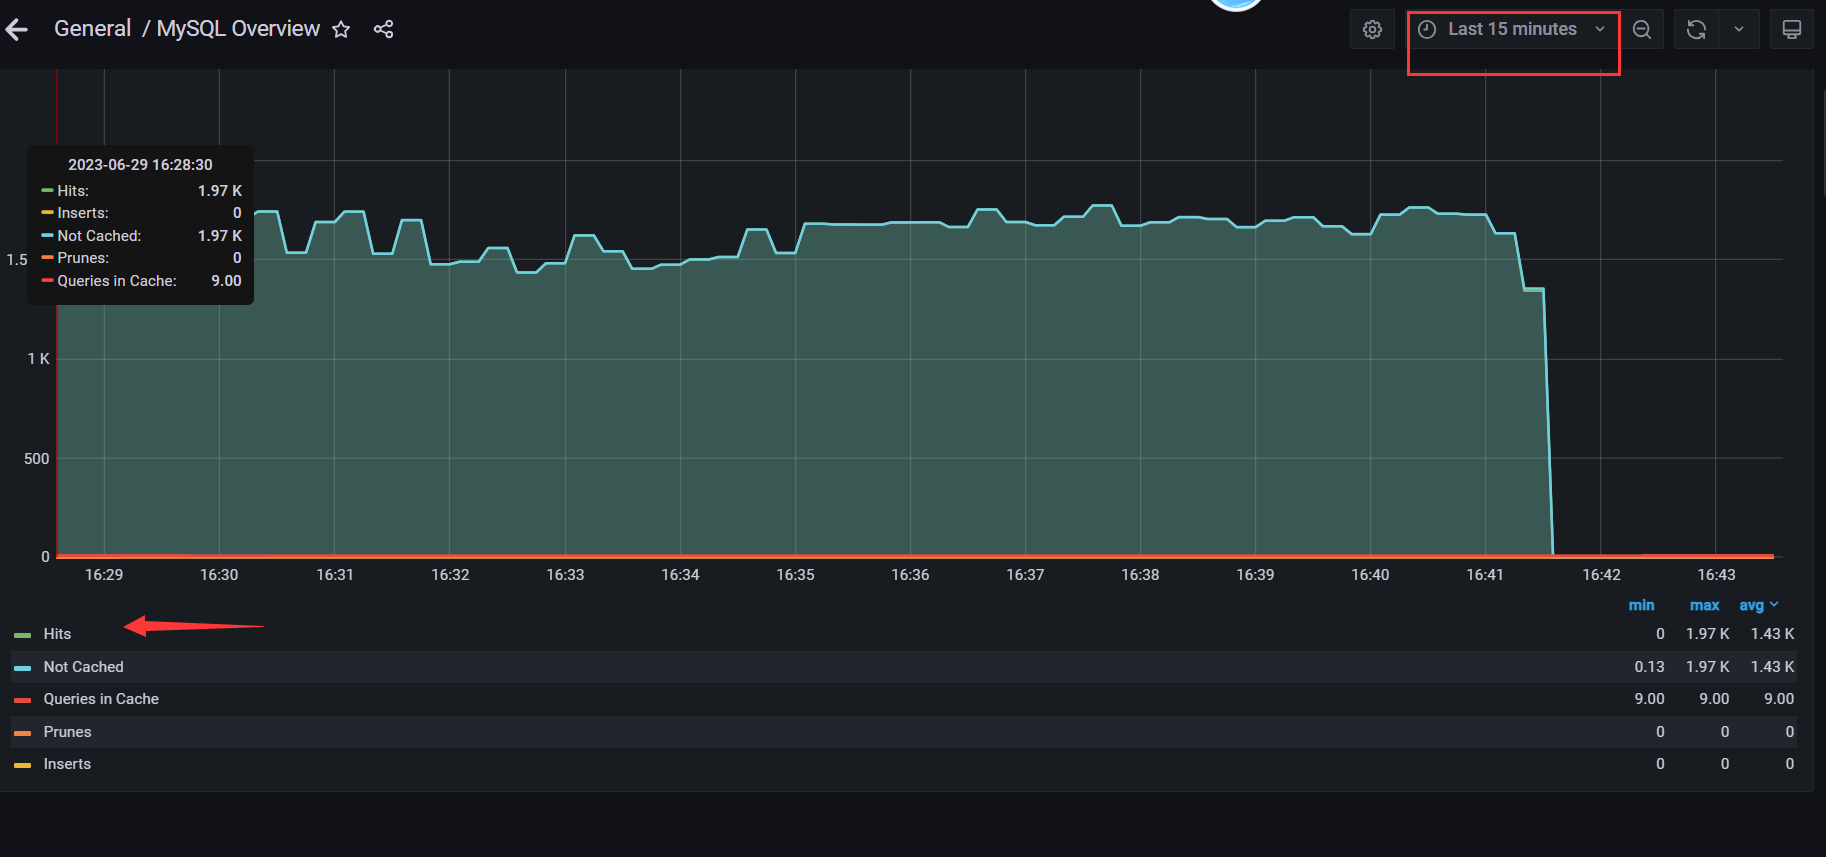 General / MySQL Overview
Last 15 minutes
2023-06-29 16:28:30
Hits: 1.97 K
Inserts: 0
Not Cached: 1.97 K
Prunes: 0
Queries in Cache: 9.00
1.5
1 K
500
0
16:29 16:30 16:31 16:32 16:33 16:34 16:35 16:36 16:37 16:38 16:39 16:40 16:41 16:42 16:43
min max avg
Hits 0 1.97 K 1.43 K
Not Cached 0.13 1.97 K 1.43 K
Queries in Cache 9.00 9.00 9.00
Prunes 0 0 0
Inserts 0 0 0